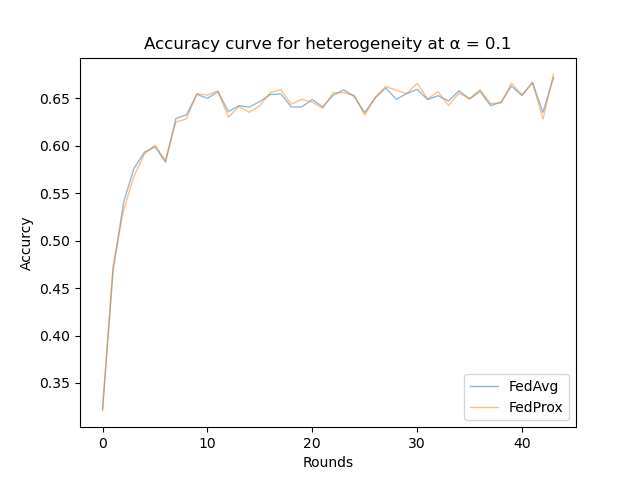 Accuracy curve for heterogeneity at α = 0.1
Accurcy
0.65
0.60
0.55
0.50
0.45
0.40
0.35
FedAvg
FedProx
0 10 20 30 40
Rounds